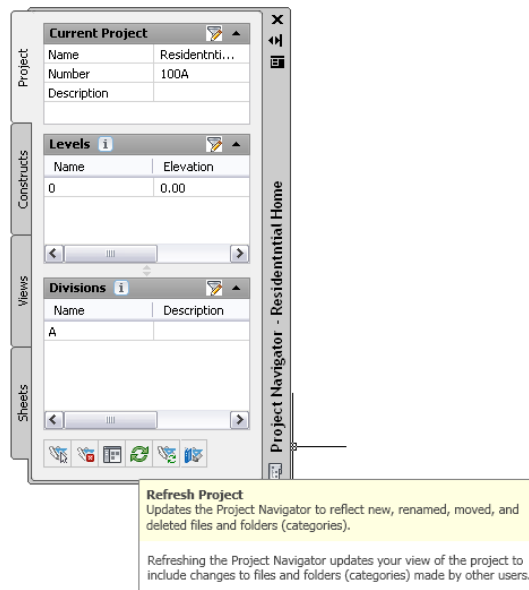 Project
Constructs
Views
Sheets
Current Project
Name Residentnti...
Number 100A
Description
Levels i
Name Elevation
0 0.00
Divisions i
Name Description
A
Project Navigator - Residentntial Home
Refresh Project
Updates the Project Navigator to reflect new, renamed, moved, and
deleted files and folders (categories).
Refreshing the Project Navigator updates your view of the project to
include changes to files and folders (categories) made by other users.